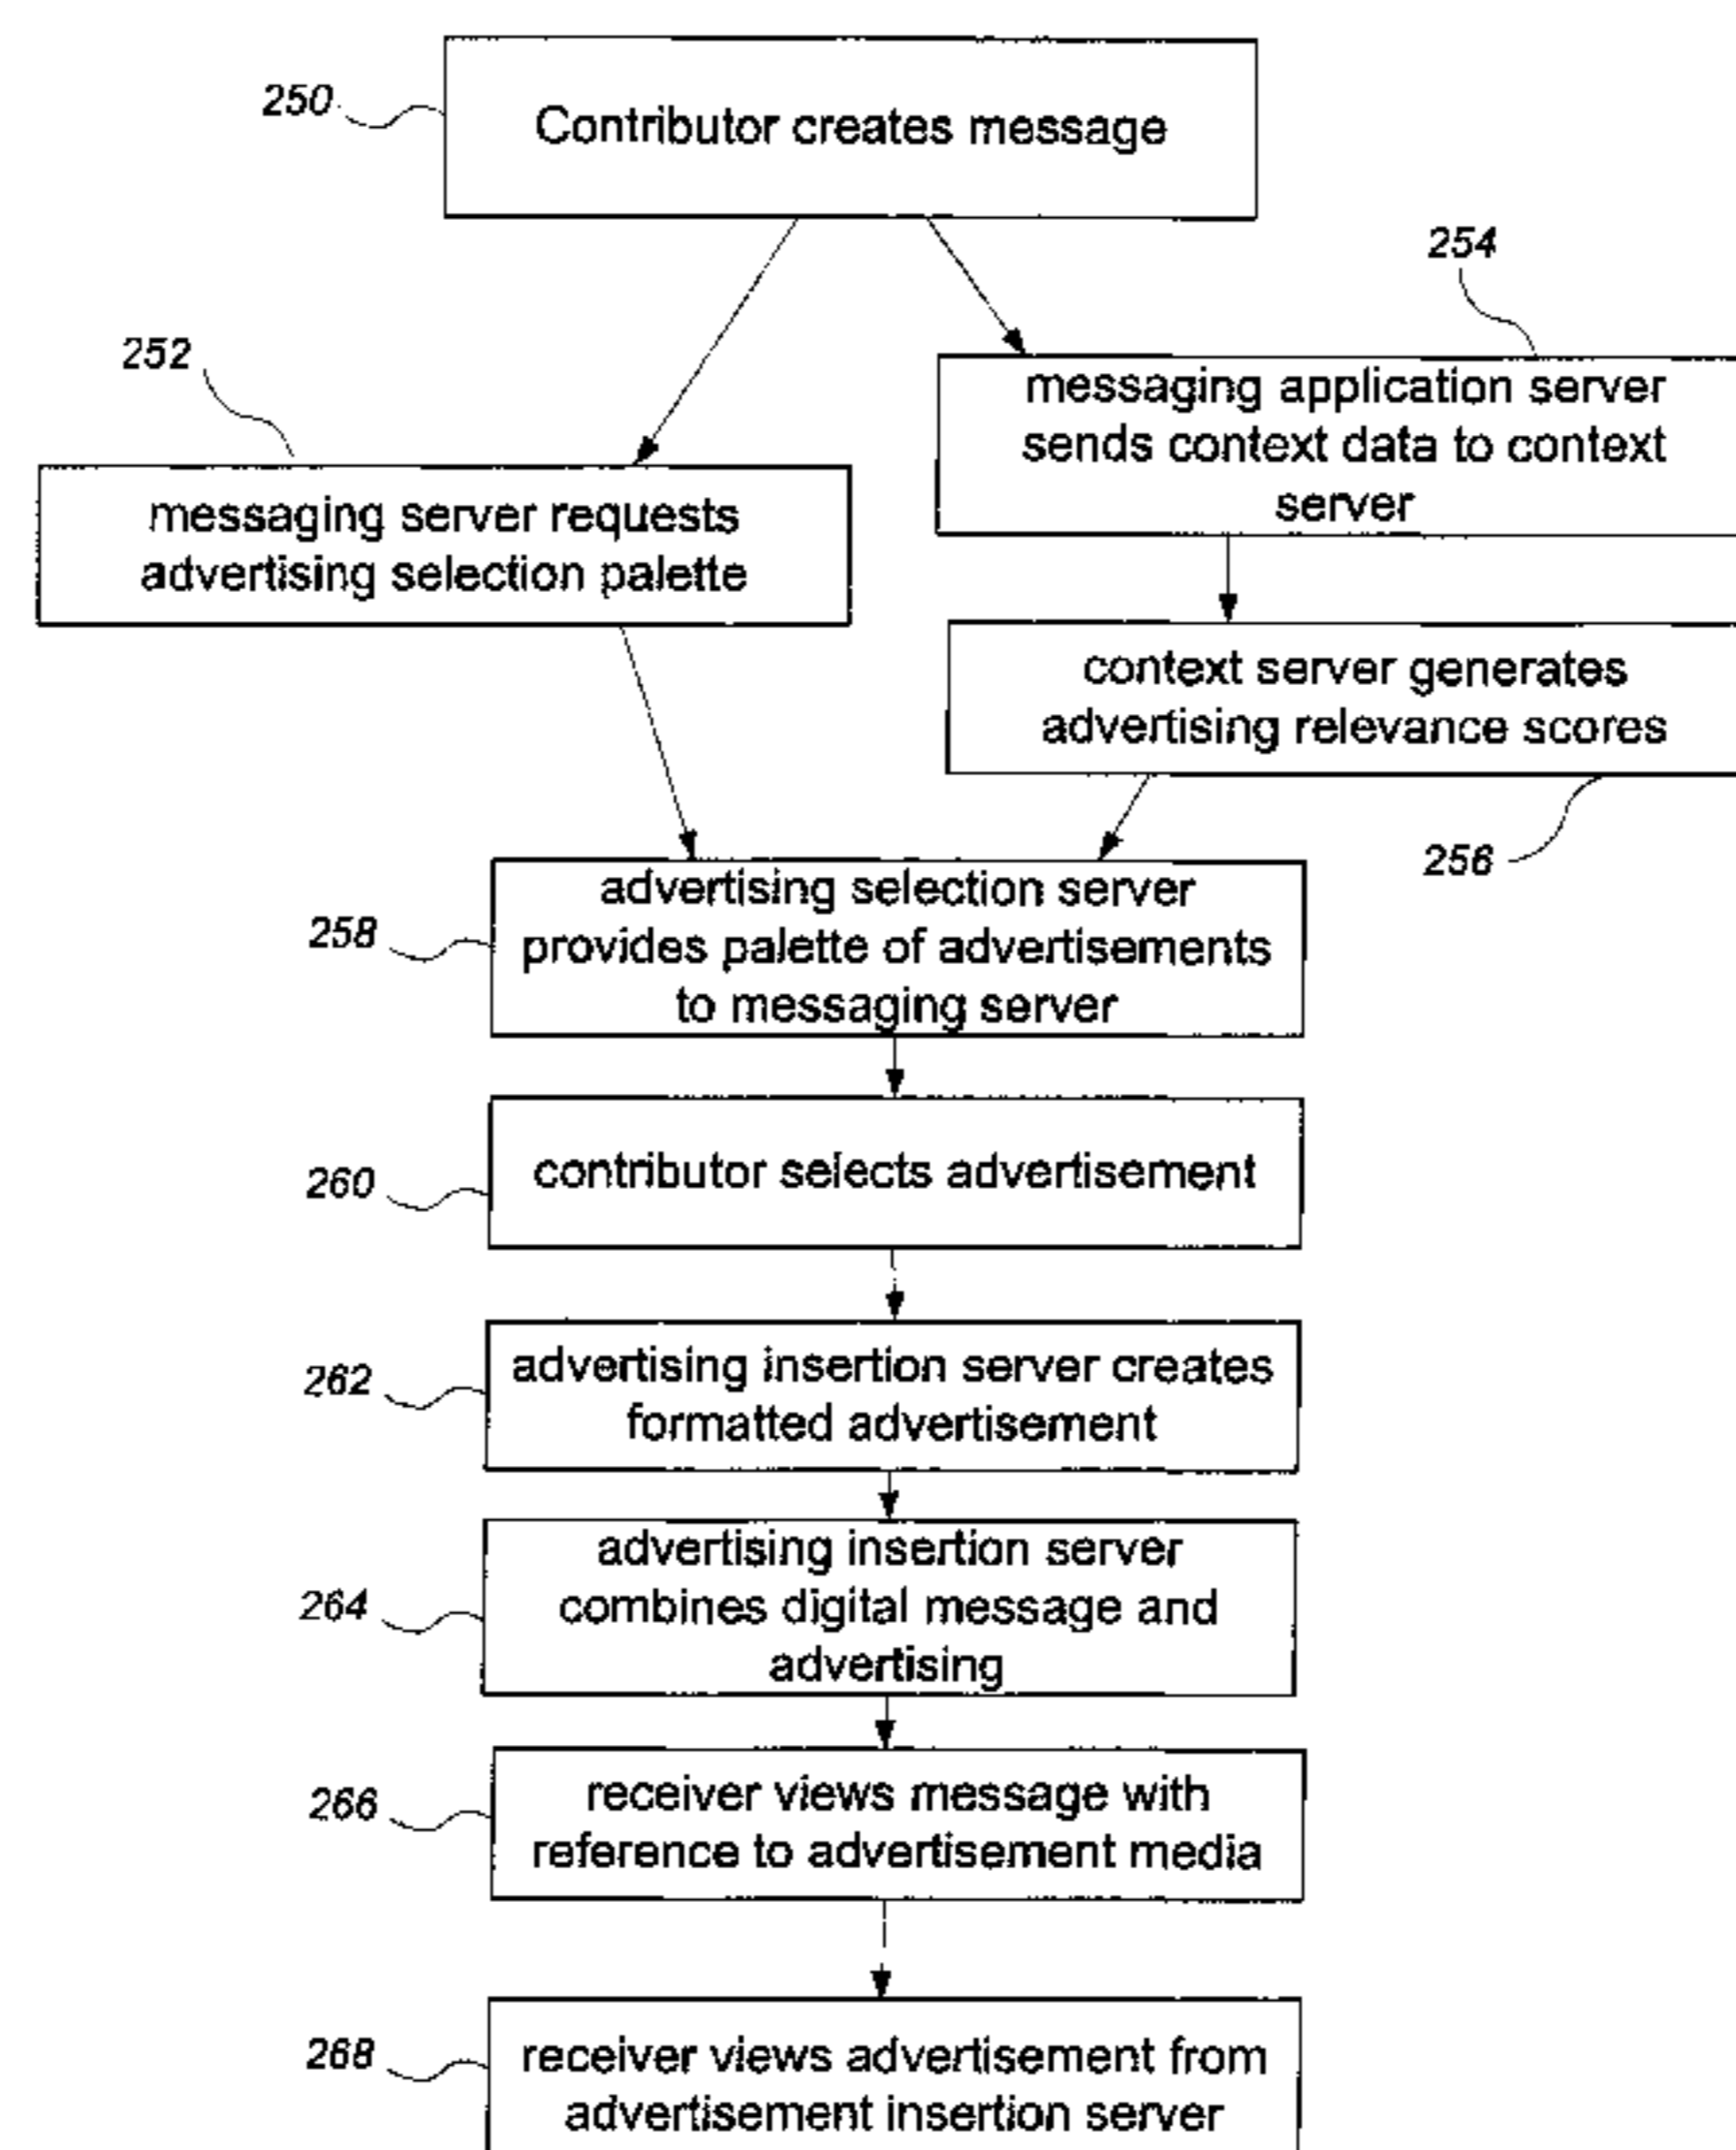 250
Contributor creates message
254
252
messaging application server
sends context data to context
server
messaging server requests
advertising selection palette
context server generates
advertising relevance scores
256
258
advertising selection server
provides palette of advertisements
to messaging server
260
contributor selects advertisement
262
advertising insertion server creates
formatted advertisement
264
advertising insertion server
combines digital message and
advertising
266
receiver views message with
reference to advertisement media
268
receiver views advertisement from
advertisement insertion server